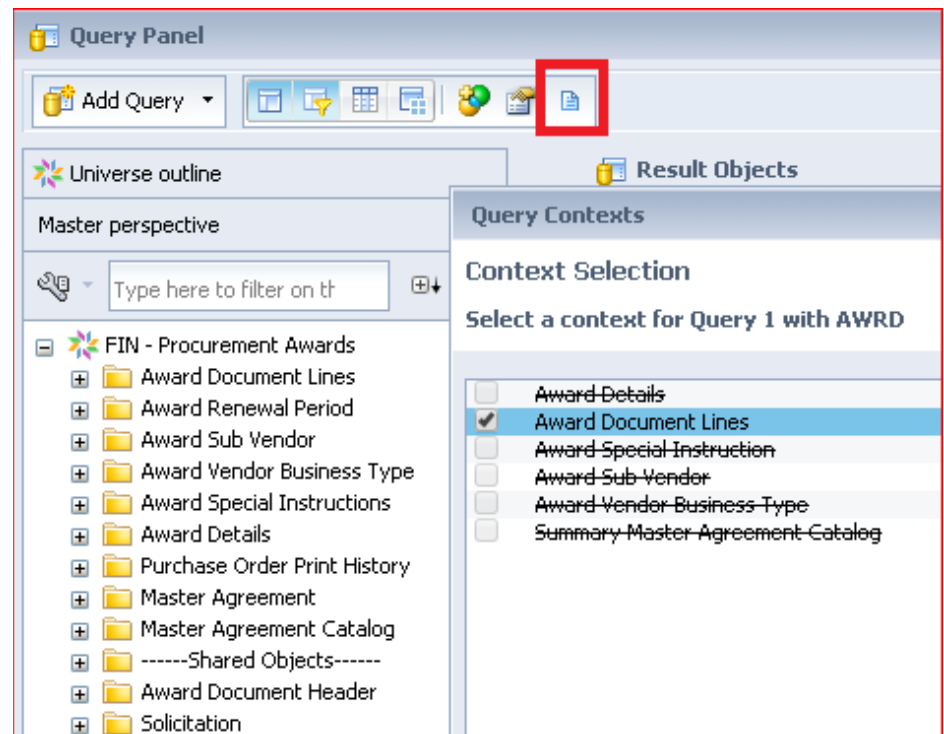 Query Panel
Add Query
Universe outline
Result Objects
Master perspective
Query Contexts
Type here to filter on th
Context Selection
Select a context for Query 1 with AWRD
FIN - Procurement Awards
Award Document Lines
Award Renewal Period
Award Sub Vendor
Award Vendor Business Type
Award Special Instructions
Award Details
Purchase Order Print History
Master Agreement
Master Agreement Catalog
------Shared Objects------
Award Document Header
Solicitation
Award Details
Award Document Lines
Award Special Instruction
Award Sub Vendor
Award Vendor Business Type
Summary Master Agreement Catalog